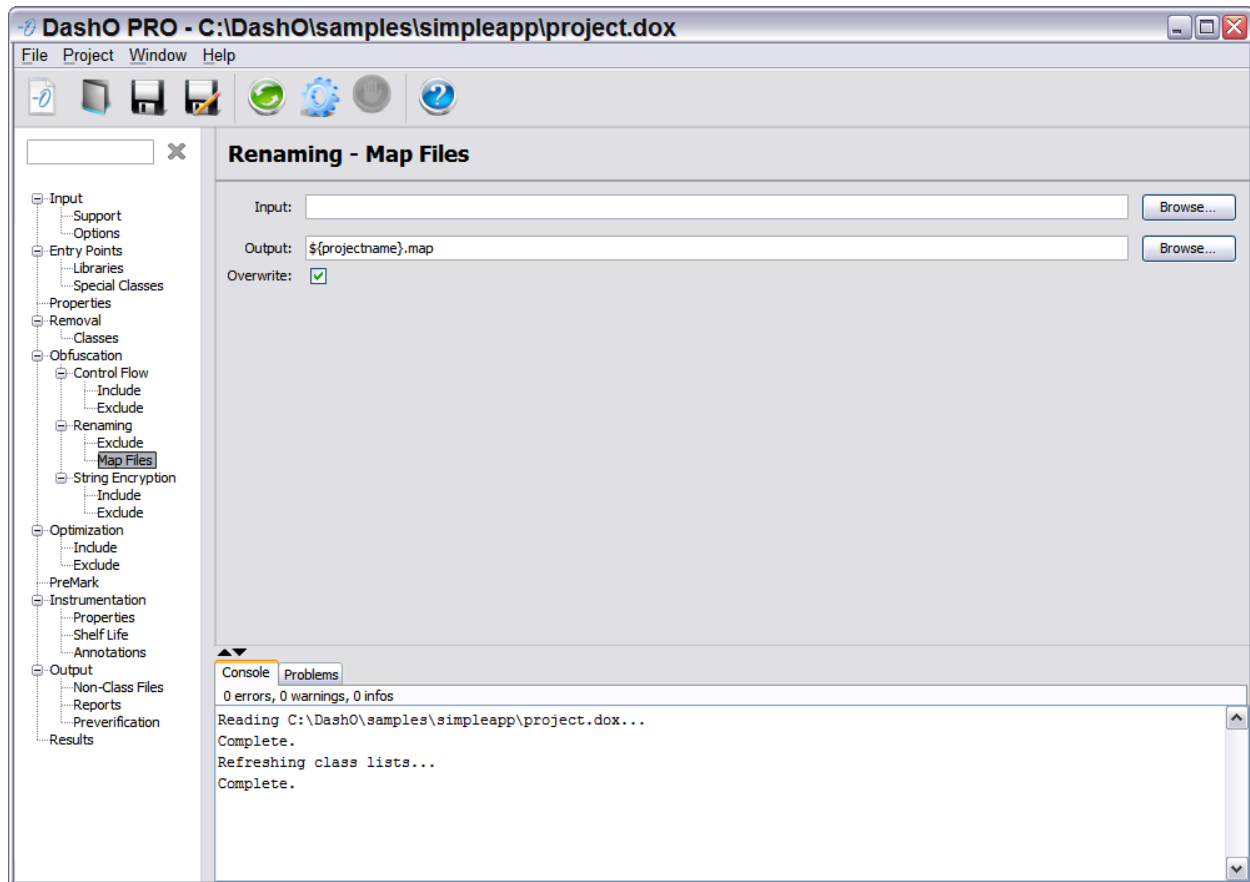 DashO PRO - C:\DashO\samples\simpleapp\project.dox
File Project Window Help
Renaming - Map Files
Input
Support
Options
Entry Points
Libraries
Special Classes
Properties
Removal
Classes
Obfuscation
Control Flow
Include
Exclude
Renaming
Exclude
Map Files
String Encryption
Include
Exclude
Optimization
Include
Exclude
PreMark
Instrumentation
Properties
Shelf Life
Annotations
Output
Non-Class Files
Reports
Preverification
Results
Input: Browse...
Output: ${projectname}.map Browse...
Overwrite:
Console Problems
0 errors, 0 warnings, 0 infos
Reading C:\DashO\samples\simpleapp\project.dox...
Complete.
Refreshing class lists...
Complete.